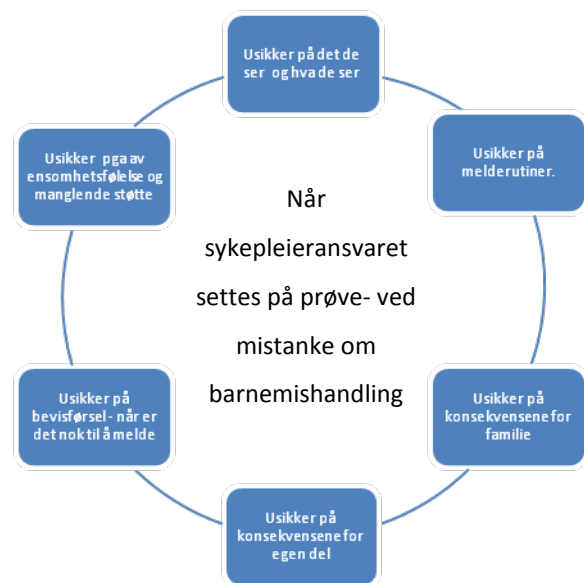 Usikker på det de
ser og hva de ser
Usikker på
melderutiner.
Usikker på
konsekvensene for
familie
Usikker på
konsekvensene for
egen del
Usikker på
bevisførsel- når er
det nok til å melde
Usikker pga av
ensomhetsfølelse og
manglende støtte
Når
sykepleieransvaret
settes på prøve- ved
mistanke om
barnemishandling